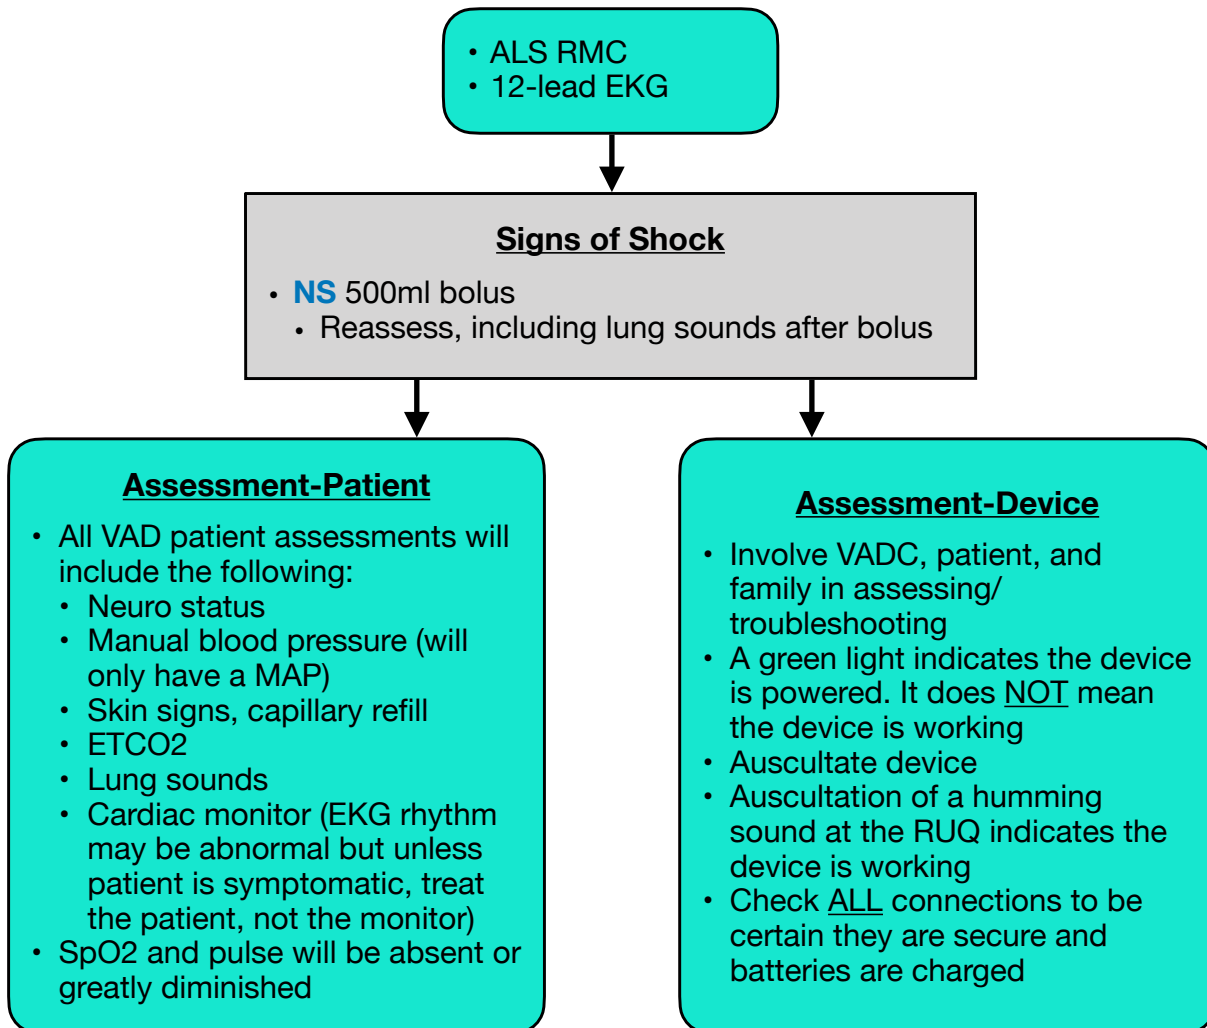 • ALS RMC
• 12-lead EKG
Signs of Shock
• NS 500ml bolus
• Reassess, including lung sounds after bolus
Assessment-Patient
• All VAD patient assessments will
include the following:
• Neuro status
• Manual blood pressure (will
only have a MAP)
• Skin signs, capillary refill
• ETCO2
• Lung sounds
• Cardiac monitor (EKG rhythm
may be abnormal but unless
patient is symptomatic, treat
the patient, not the monitor)
• SpO2 and pulse will be absent or
greatly diminished
Assessment-Device
• Involve VADC, patient, and
family in assessing/
troubleshooting
• A green light indicates the device
is powered. It does NOT mean
the device is working
• Auscultate device
• Auscultation of a humming
sound at the RUQ indicates the
device is working
• Check ALL connections to be
certain they are secure and
batteries are charged